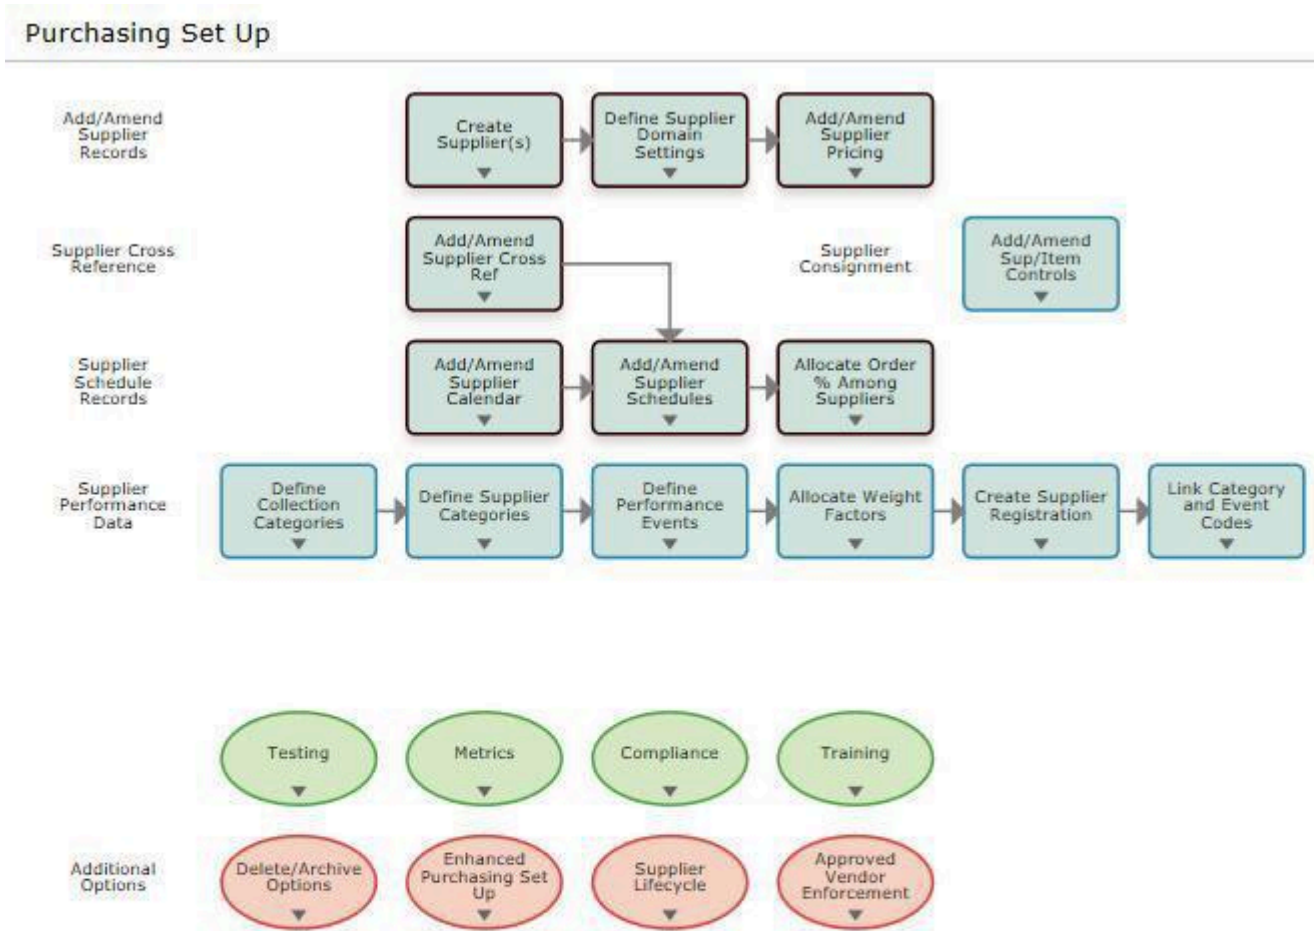 Purchasing Set Up
Add/Amend
Supplier
Records
Create
Supplier(s)
Define Supplier
Domain
Settings
Add/Amend
Supplier
Pricing
Supplier Cross
Reference
Add/Amend
Supplier Cross
Ref
Supplier
Consignment
Add/Amend
Sup/Item
Controls
Supplier
Schedule
Records
Add/Amend
Supplier
Calendar
Add/Amend
Supplier
Schedules
Allocate Order
% Among
Suppliers
Supplier
Performance
Data
Define
Collection
Categories
Define Supplier
Categories
Define
Performance
Events
Allocate Weight
Factors
Create Supplier
Registration
Link Category
and Event
Codes
Testing
Metrics
Compliance
Training
Additional
Options
Delete/Archive
Options
Enhanced
Purchasing Set
Up
Supplier
Lifecycle
Approved
Vendor
Enforcement